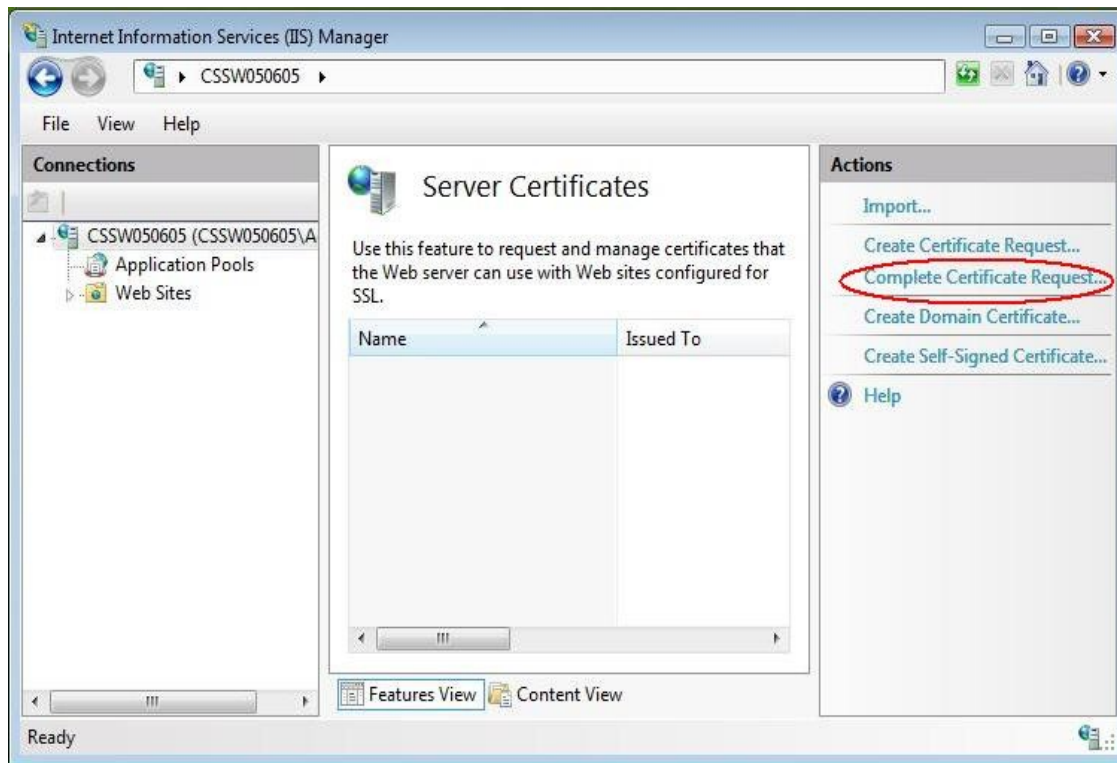 Internet Information Services (IIS) Manager
CSSW050605
File View Help
Connections
CSSW050605 (CSSW050605\A
Application Pools
Web Sites
Server Certificates
Use this feature to request and manage certificates that
the Web server can use with Web sites configured for
SSL.
Name Issued To
Features View Content View
Actions
Import...
Create Certificate Request...
Complete Certificate Request...
Create Domain Certificate...
Create Self-Signed Certificate...
Help
Ready